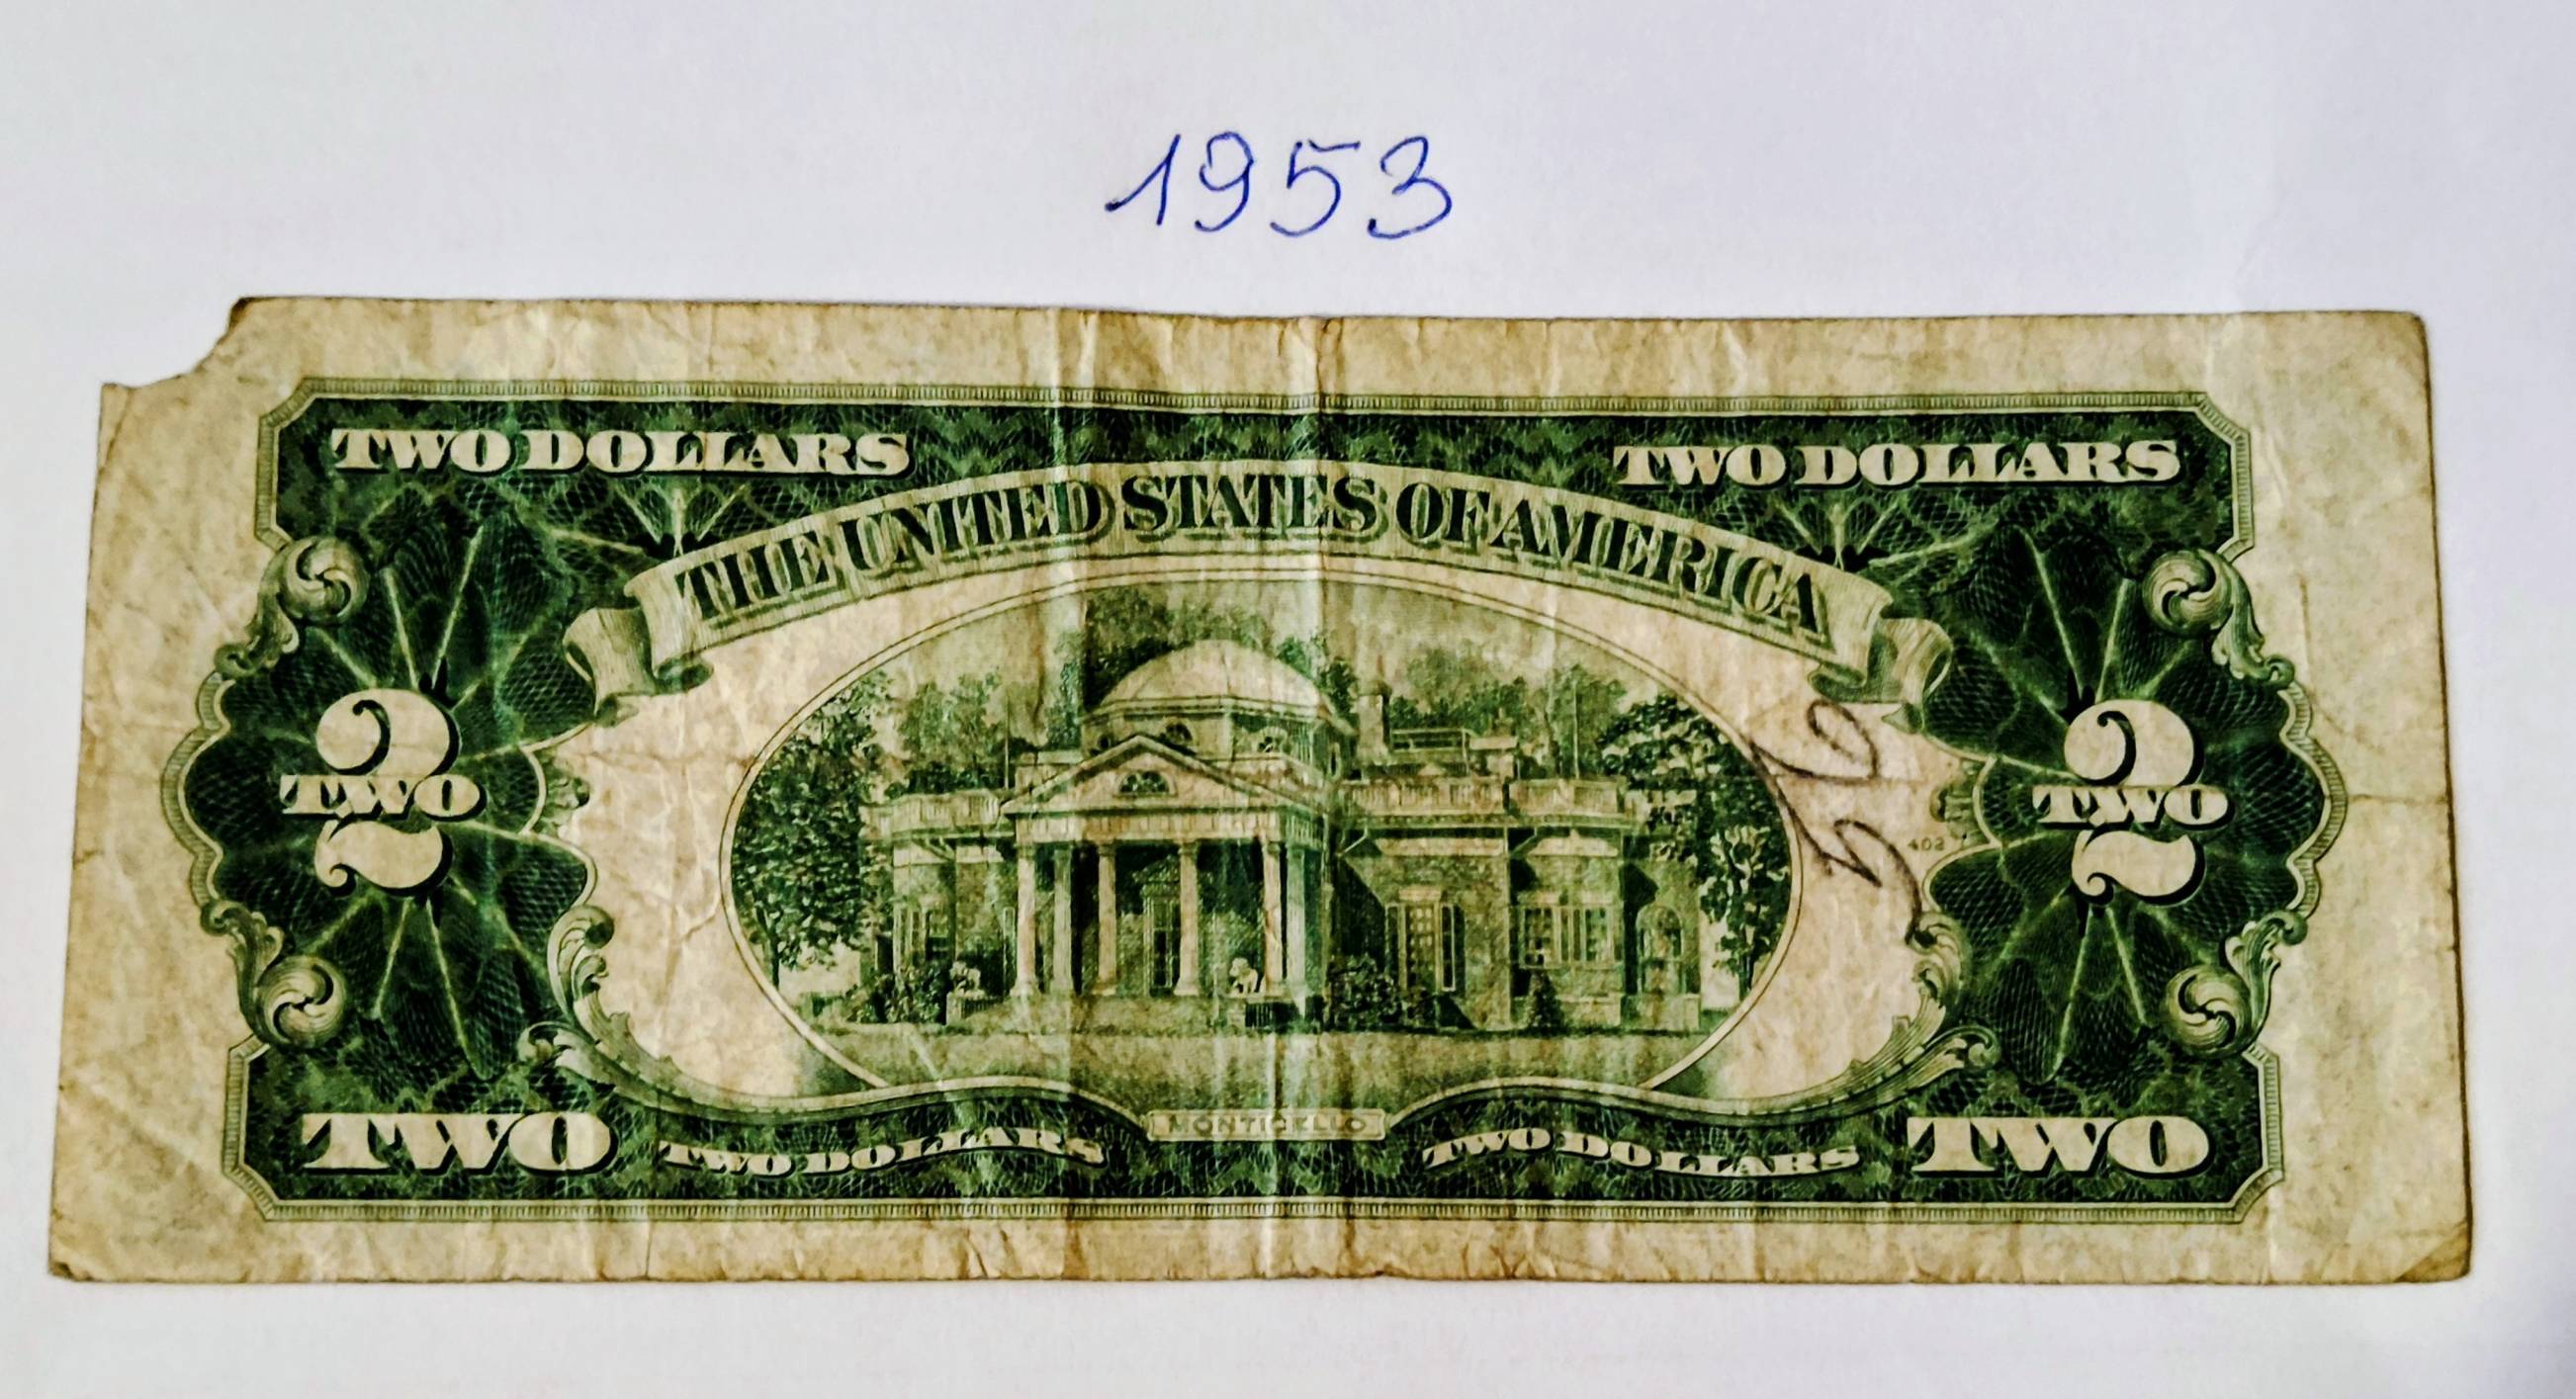 1953
TWO DOLLARS TWO DOLLARS
THE UNITED STATES OF AMERICA
2 TWO 2 TWO
402
MONTICELLO
TWO TWO DOLLARS TWO DOLLARS TWO